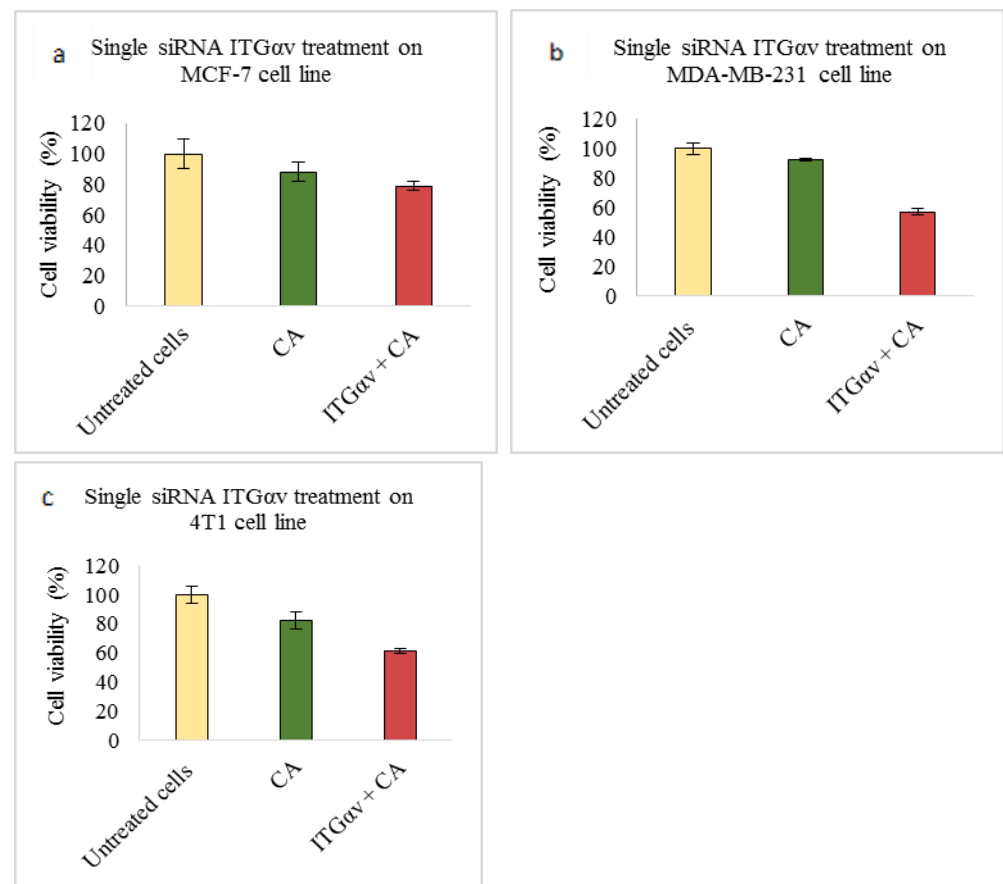 a
Single siRNA ITGαv treatment on
MCF-7 cell line
Cell viability (%)
120
100
80
60
40
20
0
Untreated cells
CA
ITGαv + CA
b
Single siRNA ITGαv treatment on
MDA-MB-231 cell line
Cell viability (%)
120
100
80
60
40
20
0
Untreated cells
CA
ITGαv + CA
c
Single siRNA ITGαv treatment on
4T1 cell line
Cell viability (%)
120
100
80
60
40
20
0
Untreated cells
CA
ITGαv + CA